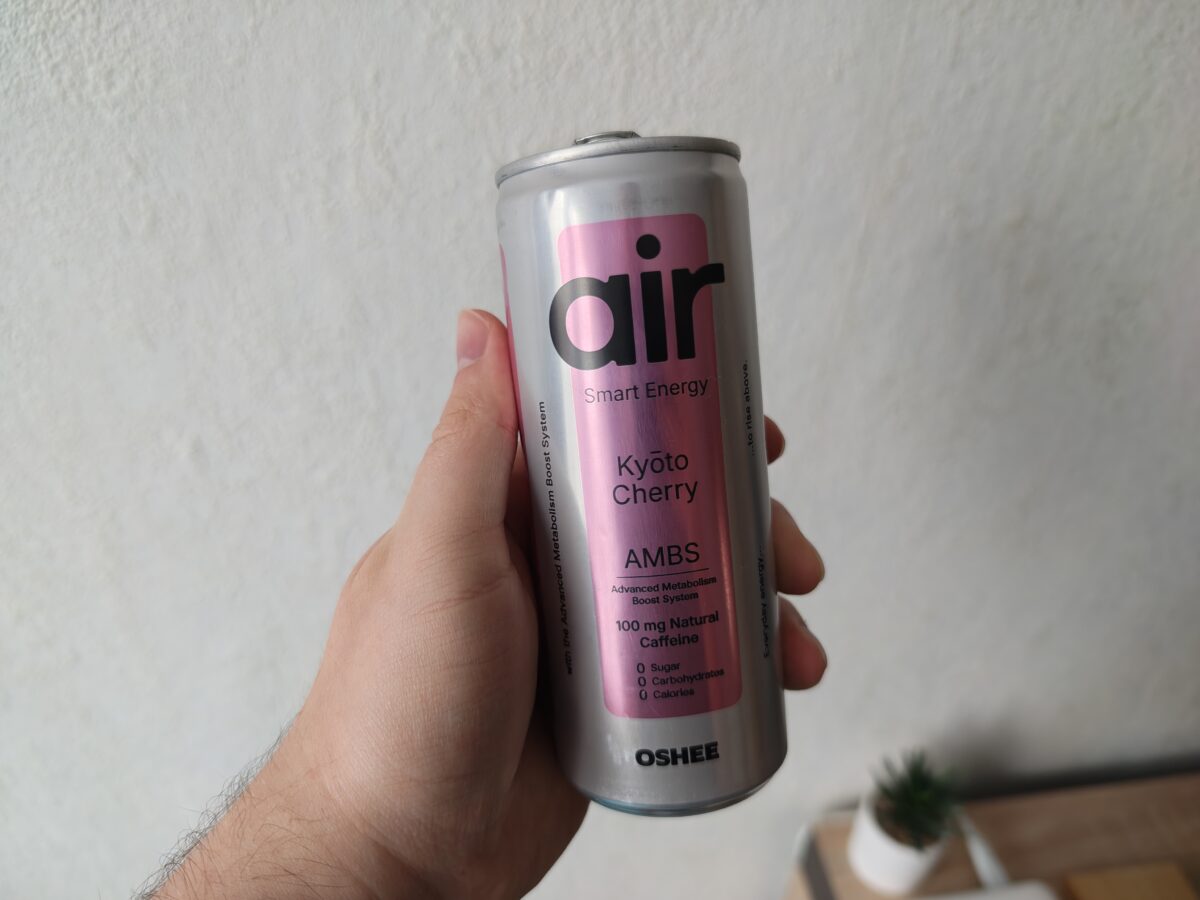 air
Smart Energy
Kyōto
Cherry
AMBS
Advanced Metabolism
Boost System
100 mg Natural
Caffeine
0 Sugar
0 Carbohydrates
0 Calories
OSHEE
with the Advanced Metabolism Boost System
Everyday energy...
...to rise above.